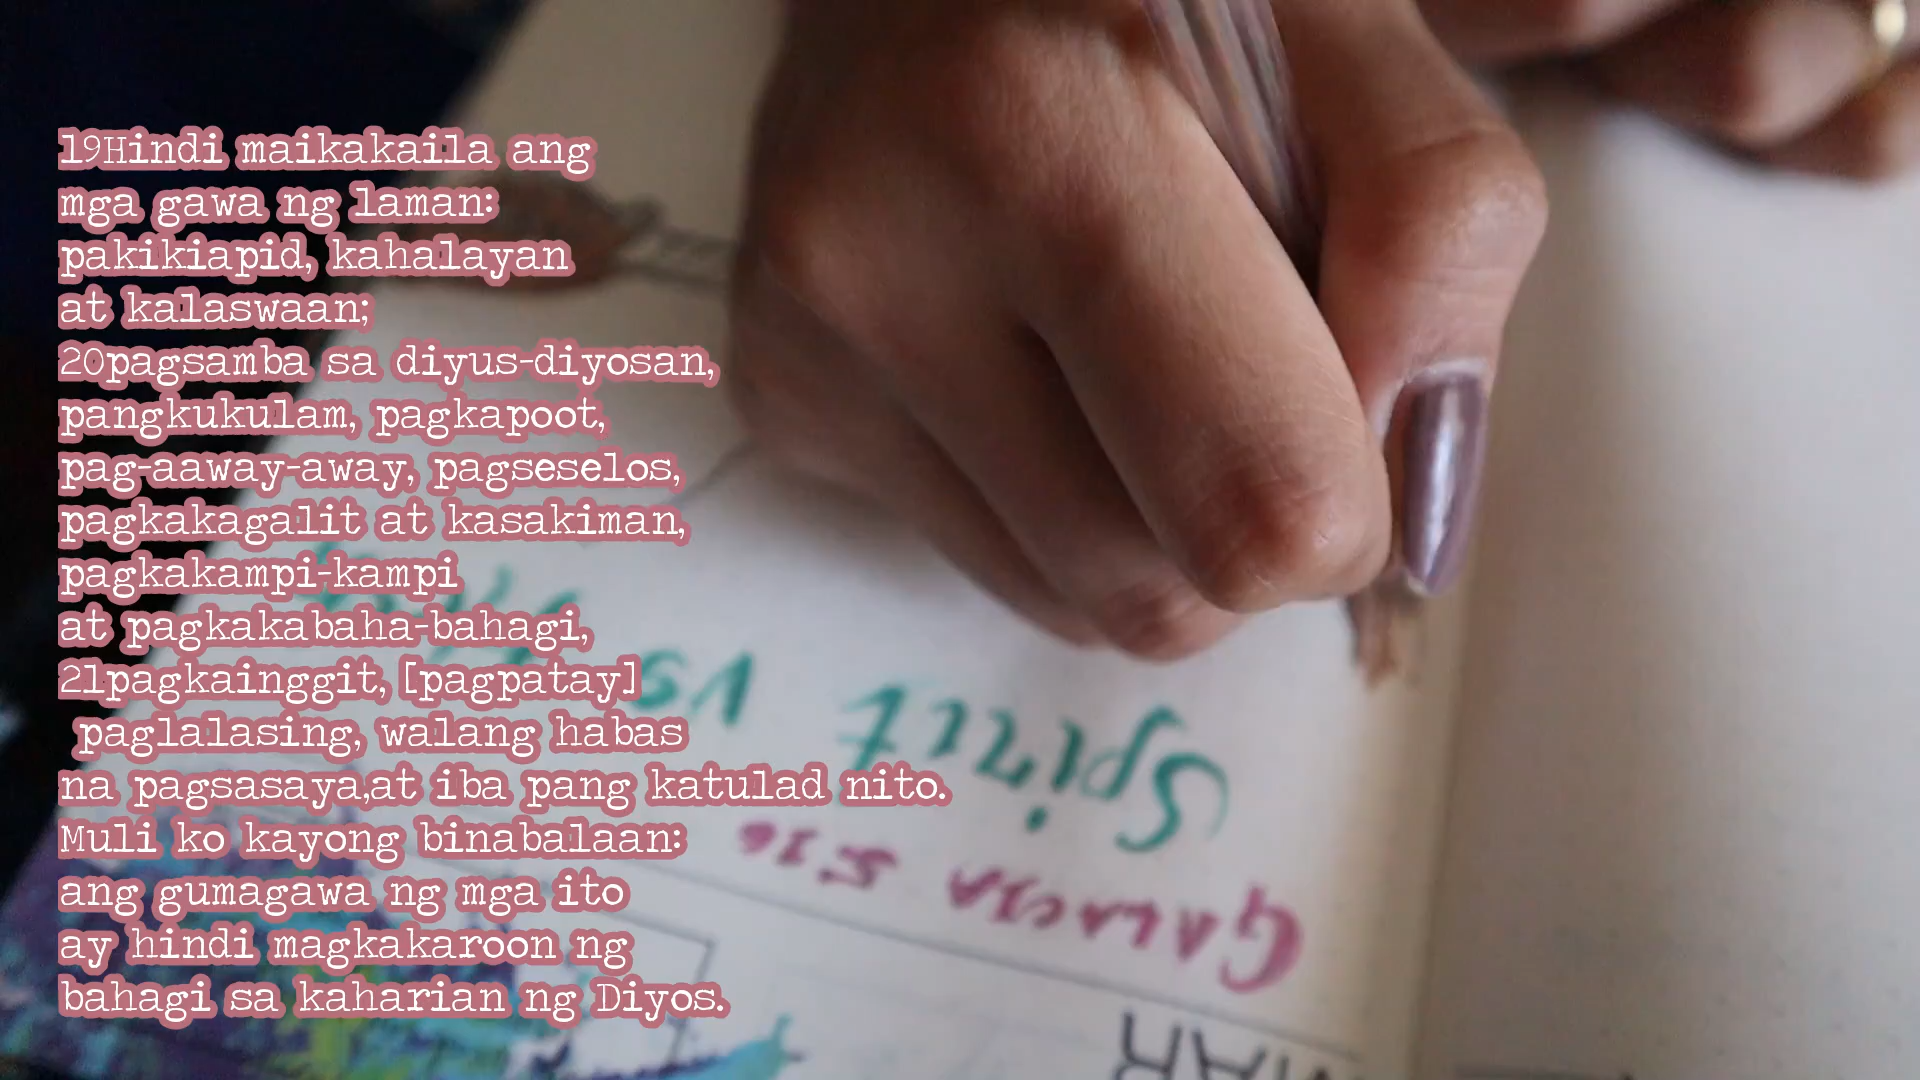 19Hindi maikakaila ang
mga gawa ng laman:
pakikiapid, kahalayan
at kalaswaan;
20pagsamba sa diyus-diyosan,
pangkukulam, pagkapoot,
pag-aaway-away, pagseselos,
pagkakagalit at kasakiman,
pagkakampi-kampi
at pagkakabaha-bahagi,
21pagkainggit, [pagpatay]
paglalasing, walang habas
na pagsasaya,at iba pang katulad nito.
Muli ko kayong binabalaan:
ang gumagawa ng mga ito
ay hindi magkakaroon ng
bahagi sa kaharian ng Diyos.
GALACIA 5:16
Spirit vs